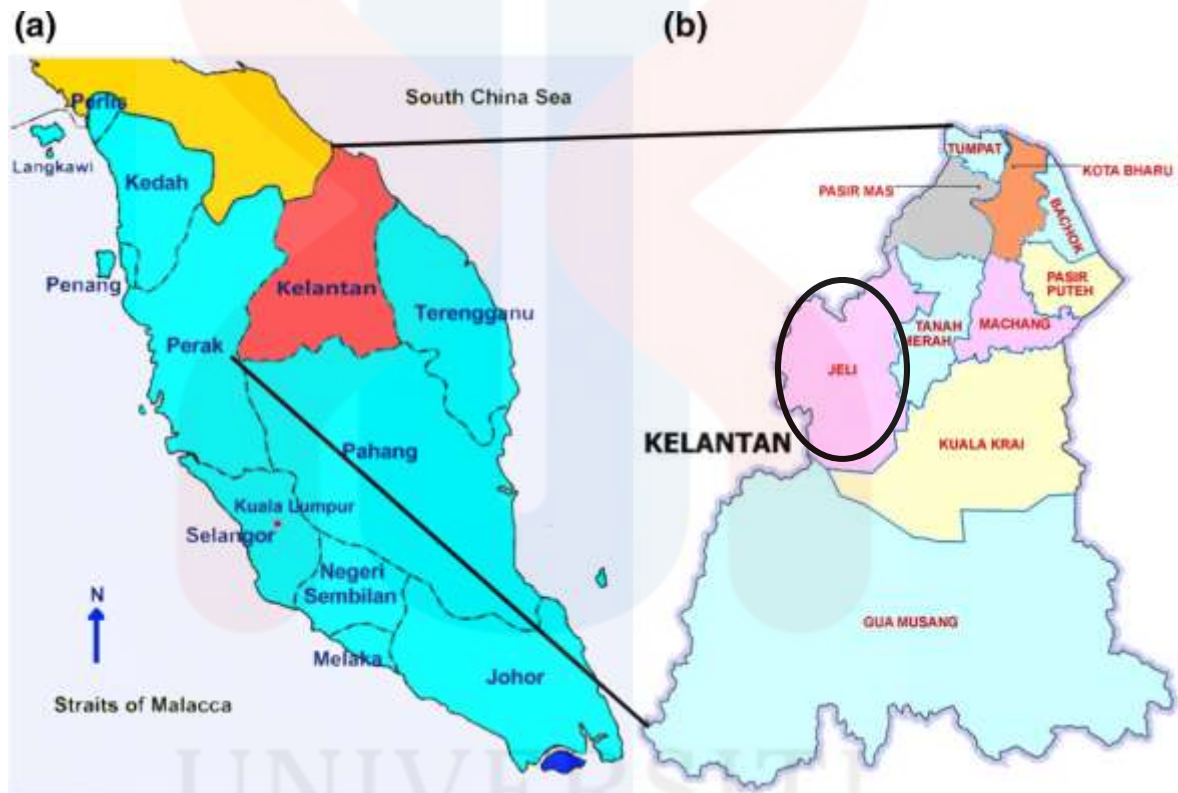 (a)
(b)
South China Sea
Perlis
Langkawi
Kedah
Penang
Kelantan
Terengganu
Perak
Pahang
Kuala Lumpur
Selangor
Negeri
Sembilan
N
Melaka
Johor
Straits of Malacca
TUMPAT
KOTA BHARU
PASIR MAS
BACHOK
PASIR
PUTEH
MACHANG
TANAH
MERAH
JELI
KELANTAN
KUALA KRAI
GUA MUSANG
UNIVERSITI